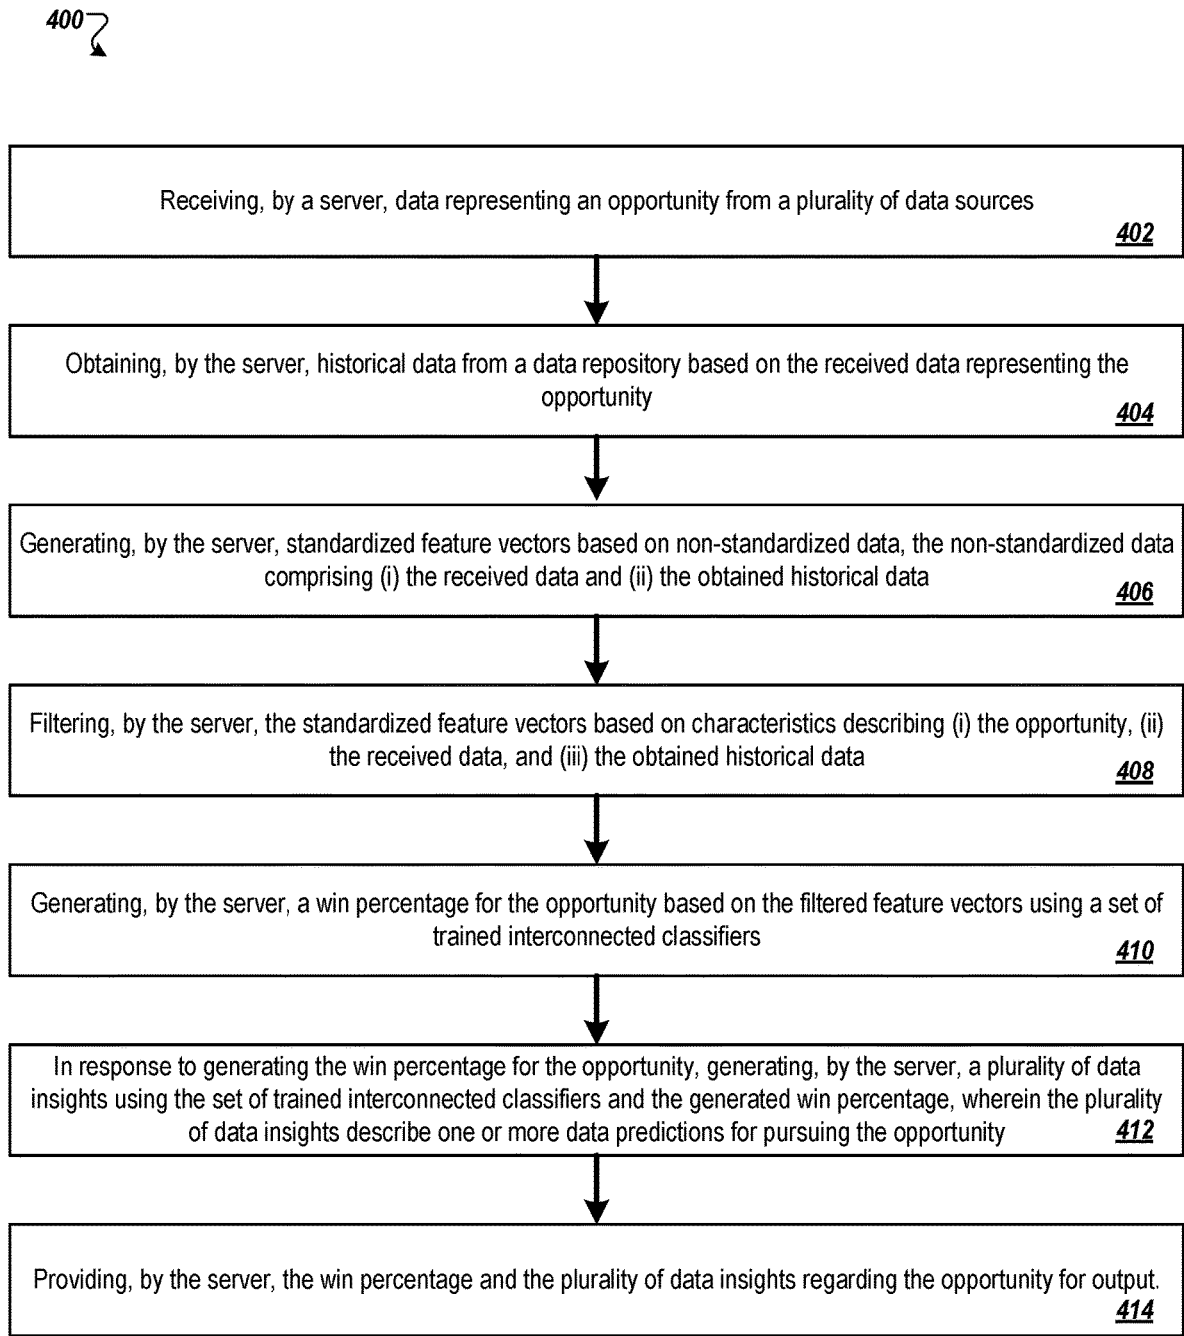 400
Receiving, by a server, data representing an opportunity from a plurality of data sources
402
Obtaining, by the server, historical data from a data repository based on the received data representing the
opportunity
404
Generating, by the server, standardized feature vectors based on non-standardized data, the non-standardized data
comprising (i) the received data and (ii) the obtained historical data
406
Filtering, by the server, the standardized feature vectors based on characteristics describing (i) the opportunity, (ii)
the received data, and (iii) the obtained historical data
408
Generating, by the server, a win percentage for the opportunity based on the filtered feature vectors using a set of
trained interconnected classifiers
410
In response to generating the win percentage for the opportunity, generating, by the server, a plurality of data
insights using the set of trained interconnected classifiers and the generated win percentage, wherein the plurality
of data insights describe one or more data predictions for pursuing the opportunity
412
Providing, by the server, the win percentage and the plurality of data insights regarding the opportunity for output.
414